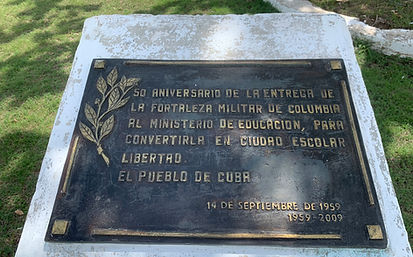 50 ANIVERSARIO DE LA ENTREGA DE
LA FORTALEZA MILITAR DE COLUMBIA
AL MINISTERIO DE EDUCACION, PARA
CONVERTIRLA EN CIUDAD ESCOLAR
LIBERTAD.
EL PUEBLO DE CUBA.
14 DE SEPTIEMBRE DE 1959
1959-2009